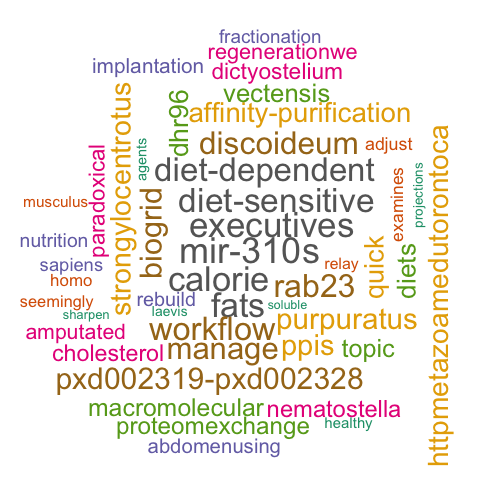 fractionation
regenerationwe
implantation
dictyostelium
vectensis
dhr96
affinity-purification
strongylocentrotus
discoideum
adjust
agents
paradoxical
diet-dependent
projections
examines
musculus
diet-sensitive
biogrid
executives
nutrition
mir-310s
quick
diets
httpmetazoamedutorontoca
sapiens
relay
homo
calorie
rab23
seemingly
rebuild
fats
soluble
sharpen
laevis
purpuratus
amputated
workflow
cholesterol
manage
ppis
topic
pxd002319-pxd002328
macromolecular
nematostella
proteomexchange
healthy
abdomenusing